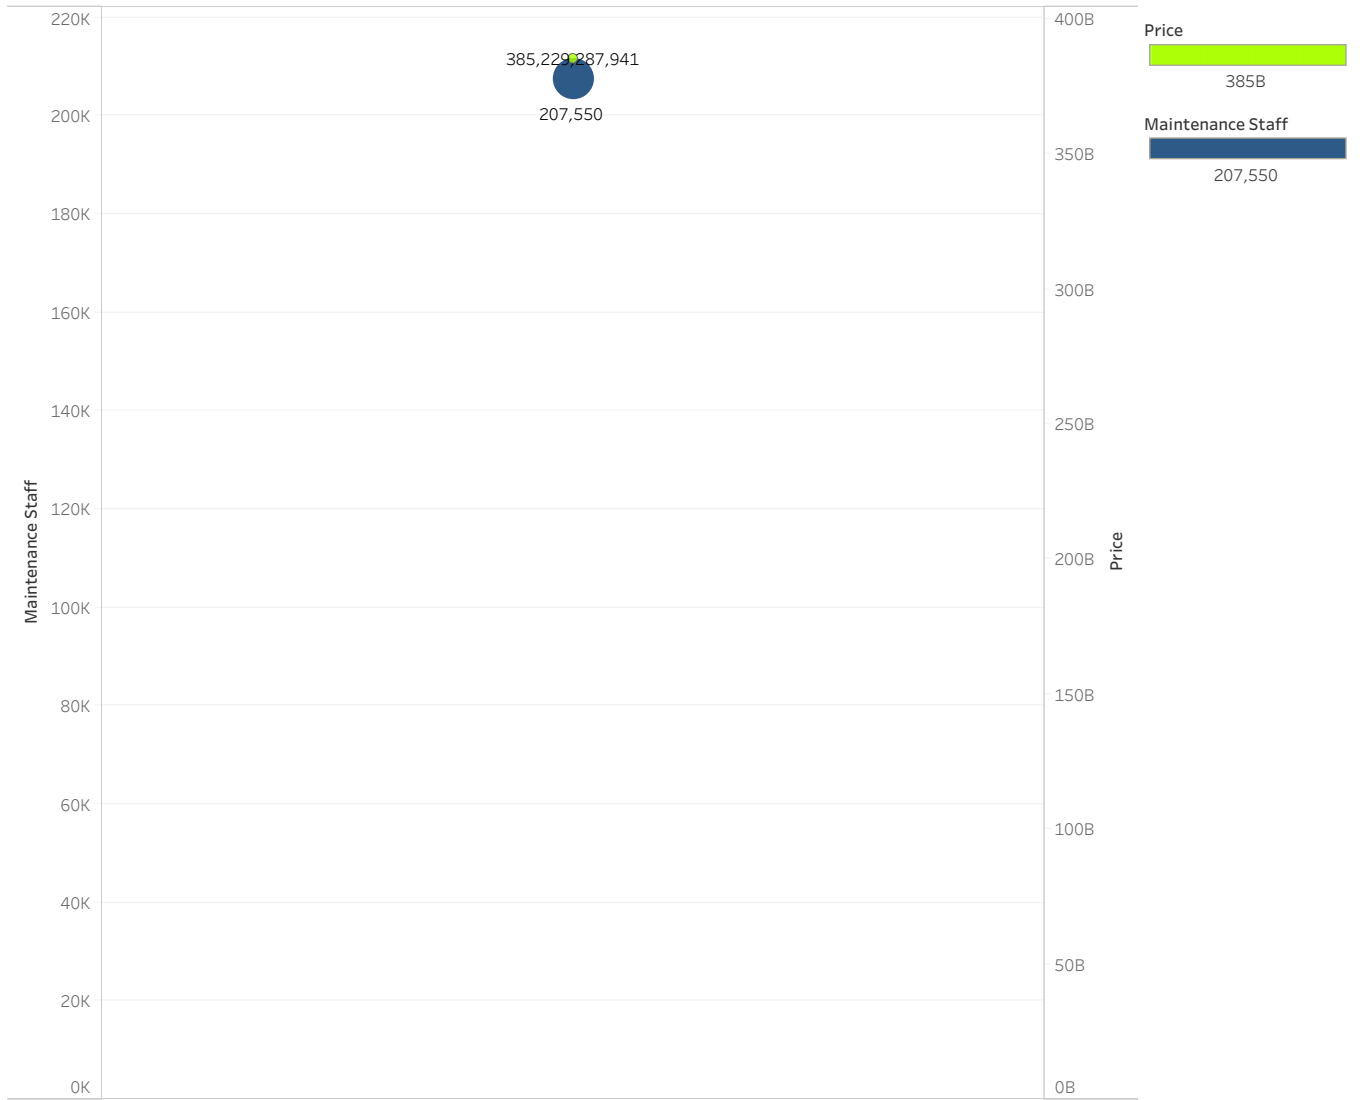 220K
200K
180K
160K
140K
120K
100K
80K
60K
40K
20K
0K
Maintenance Staff
385,229,287,941
207,550
400B
350B
300B
250B
200B
150B
100B
50B
0B
Price
Price
385B
Maintenance Staff
207,550